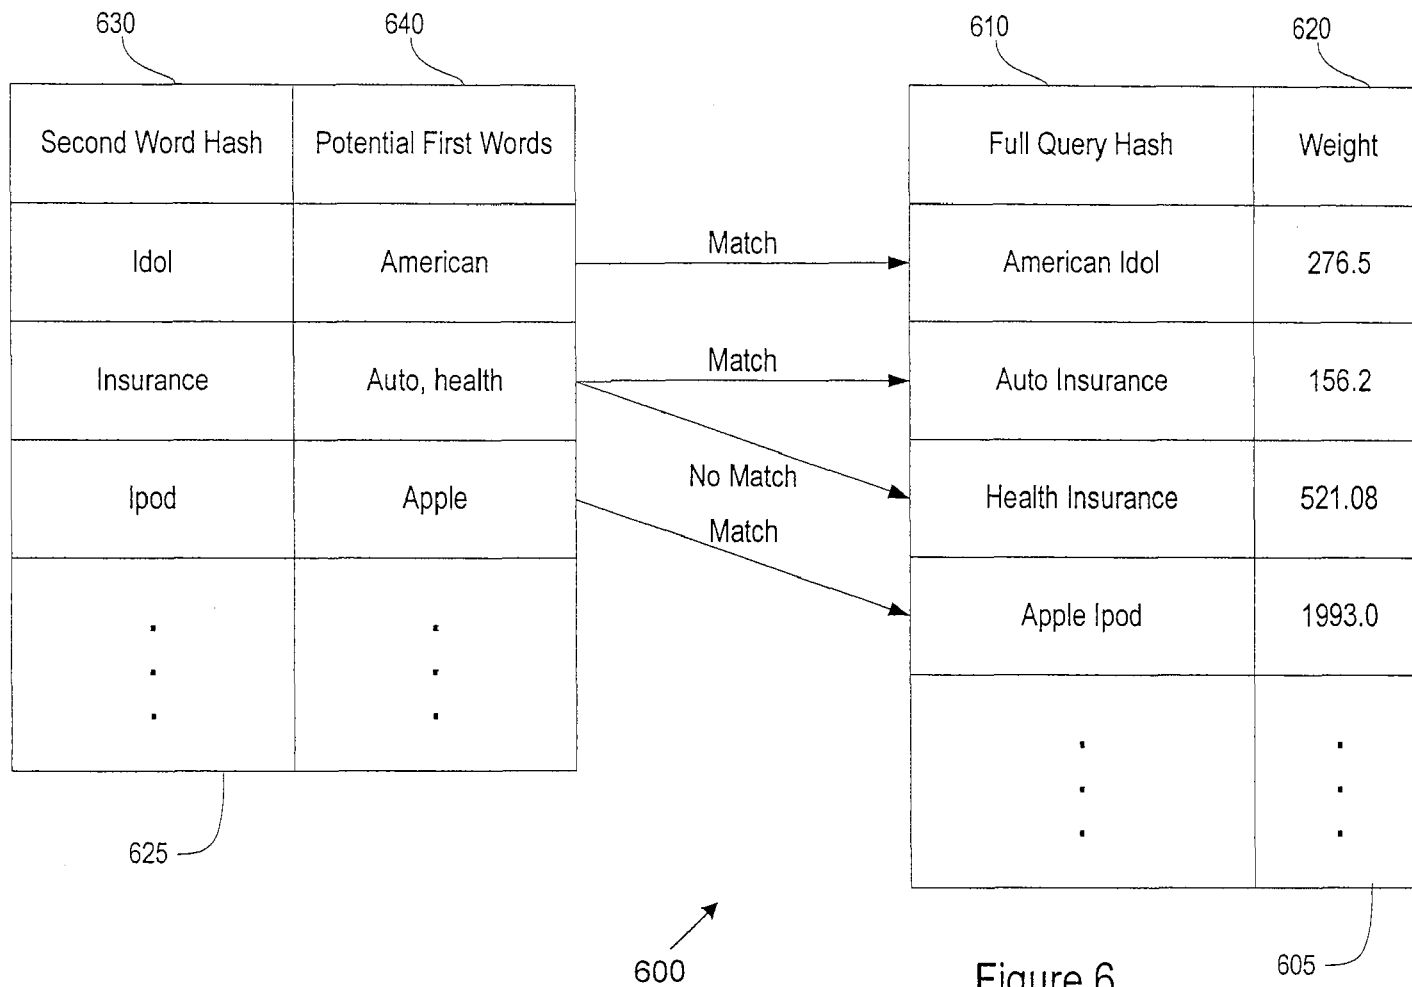 630
640
610
620
Second Word Hash
Potential First Words
Full Query Hash
Weight
Idol
American
Match
American Idol
276.5
Insurance
Auto, health
Match
Auto Insurance
156.2
Ipod
Apple
No Match
Health Insurance
521.08
Match
Apple Ipod
1993.0
625
605
600
Figure 6